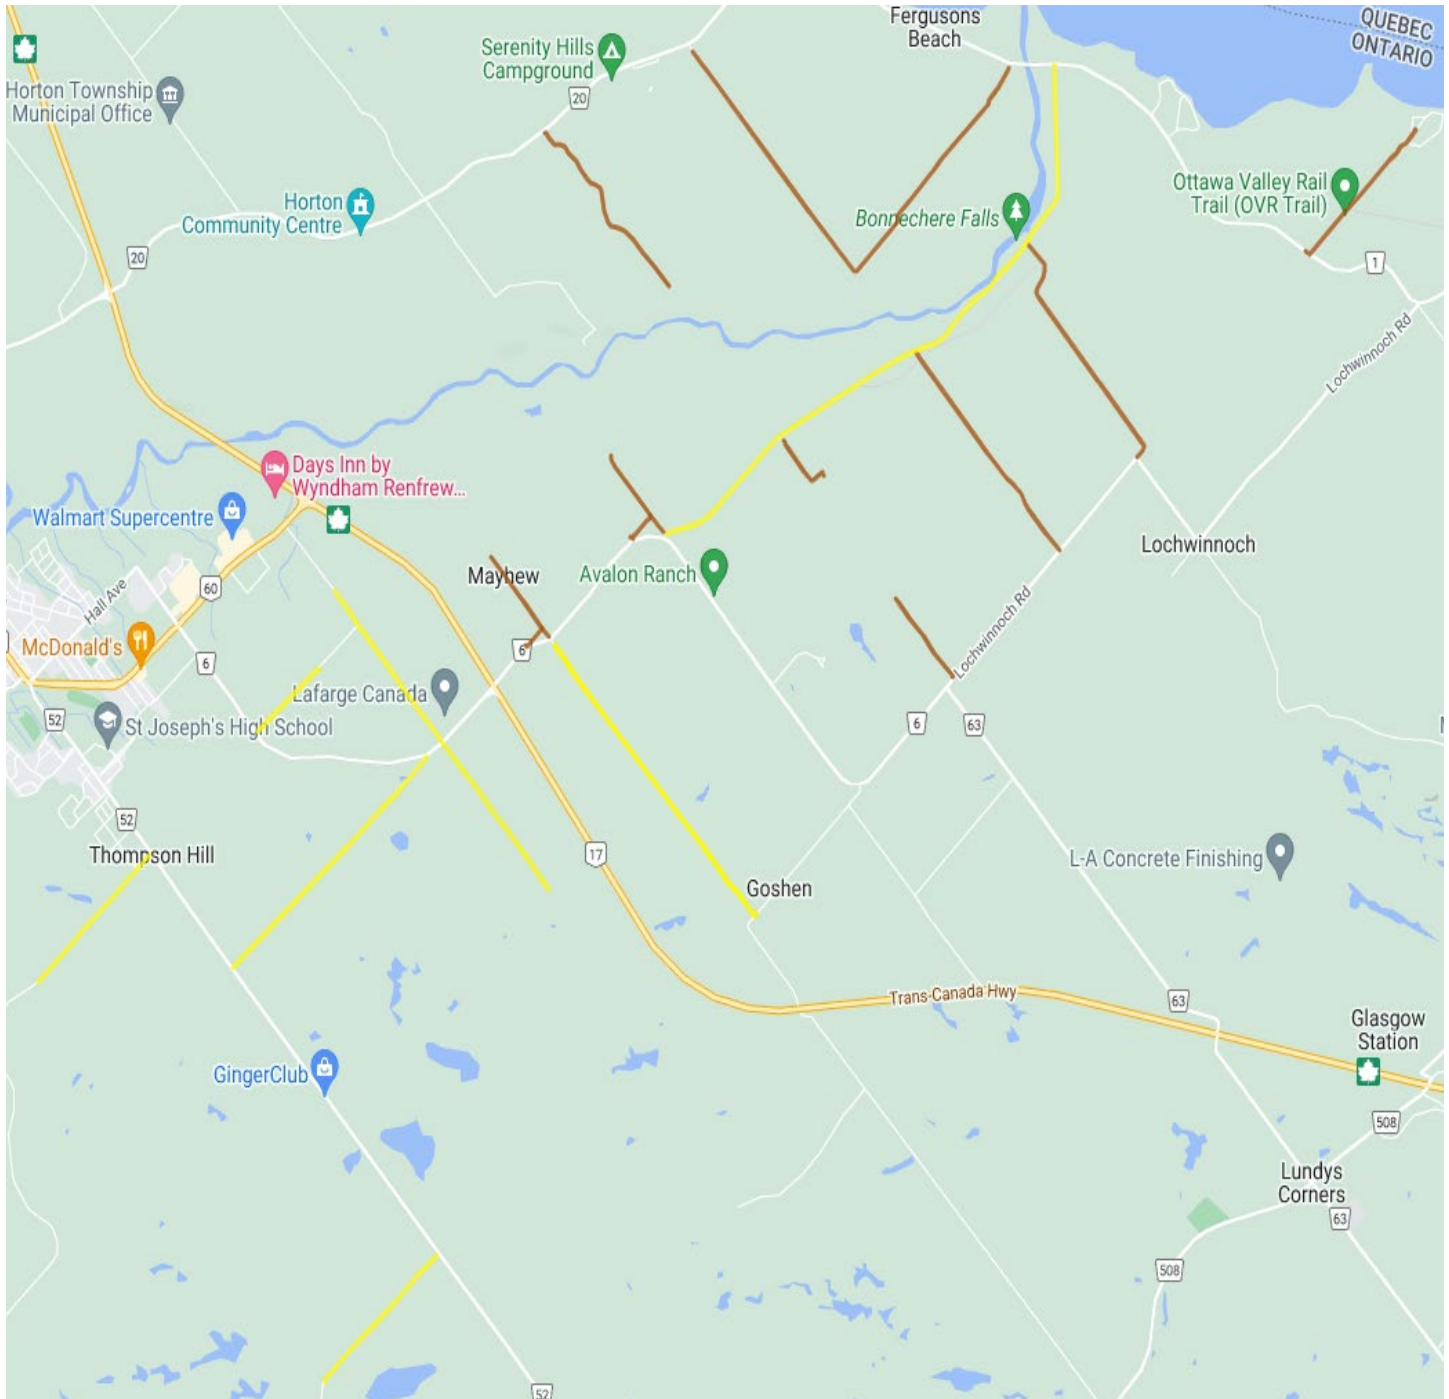 Fergusons
Beach
QUEBEC
ONTARIO
Serenity Hills
Campground
20
Horton Township
Municipal Office
Horton
Community Centre
20
Bonnechere Falls
Ottawa Valley Rail
Trail (OVR Trail)
1
Lochwinnoch Rd
Days Inn by
Wyndham Renfrew...
Walmart Supercentre
Lochwinnoch
Mayhew
Avalon Ranch
60
Hall Ave
McDonald's
6
6
Lochwinnoch Rd
Lafarge Canada
52
St Joseph's High School
6
63
52
Thompson Hill
17
L-A Concrete Finishing
Goshen
Trans-Canada Hwy
63
Glasgow
Station
GingerClub
508
Lundys
Corners
63
508
52